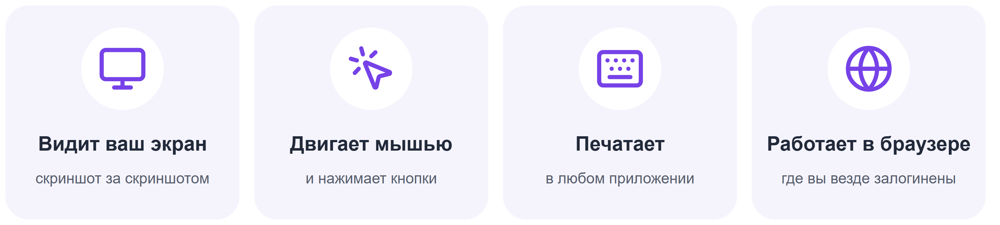 Видит ваш экран
скриншот за скриншотом
Двигает мышью
и нажимает кнопки
Печатает
в любом приложении
Работает в браузере
где вы везде залогинены